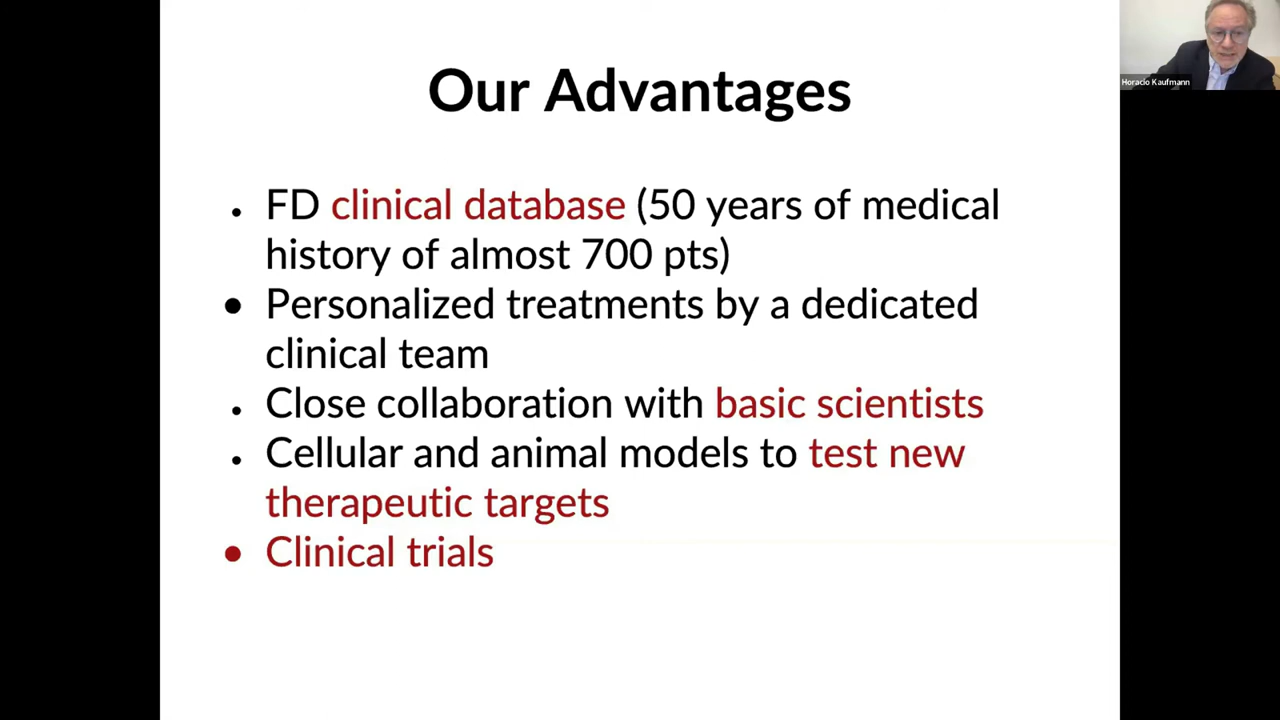 Our Advantages
Horacio Kaufmann
• FD clinical database (50 years of medical
history of almost 700 pts)
• Personalized treatments by a dedicated
clinical team
• Close collaboration with basic scientists
• Cellular and animal models to test new
therapeutic targets
• Clinical trials